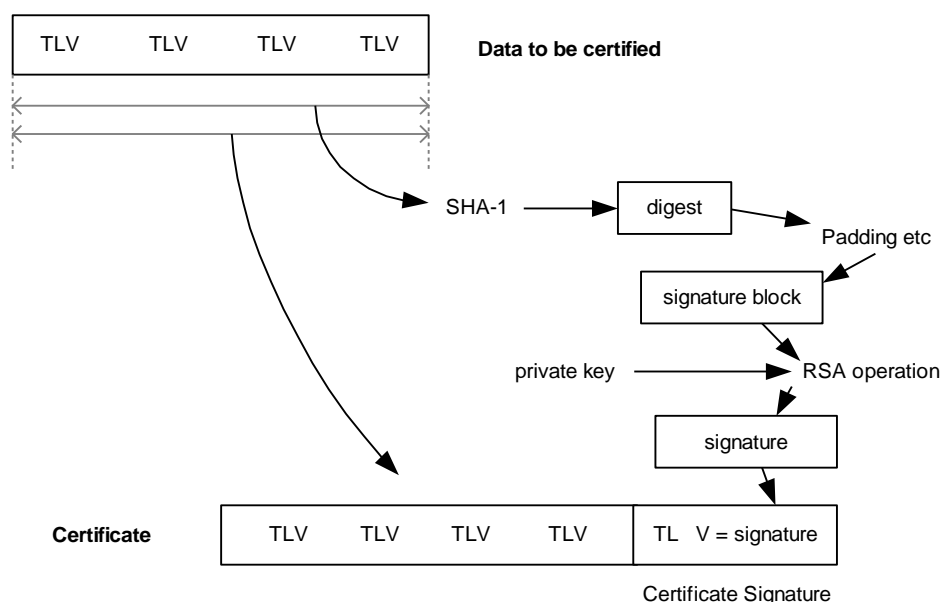 TLV TLV TLV TLV
Data to be certified
SHA-1
digest
Padding etc
signature block
private key
RSA operation
signature
Certificate
TLV TLV TLV TLV
TL V = signature
Certificate Signature